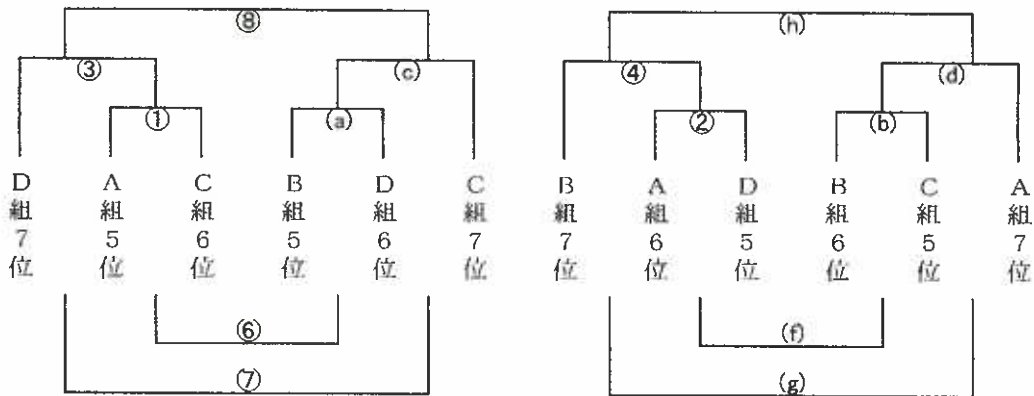 ⑧ (h)
③ (c) ④ (d)
① (a) ② (b)
D組7位 A組5位 C組6位 B組5位 D組6位 C組7位 B組7位 A組6位 D組5位 B組6位 C組5位 A組7位
⑥ (f)
⑦ (g)